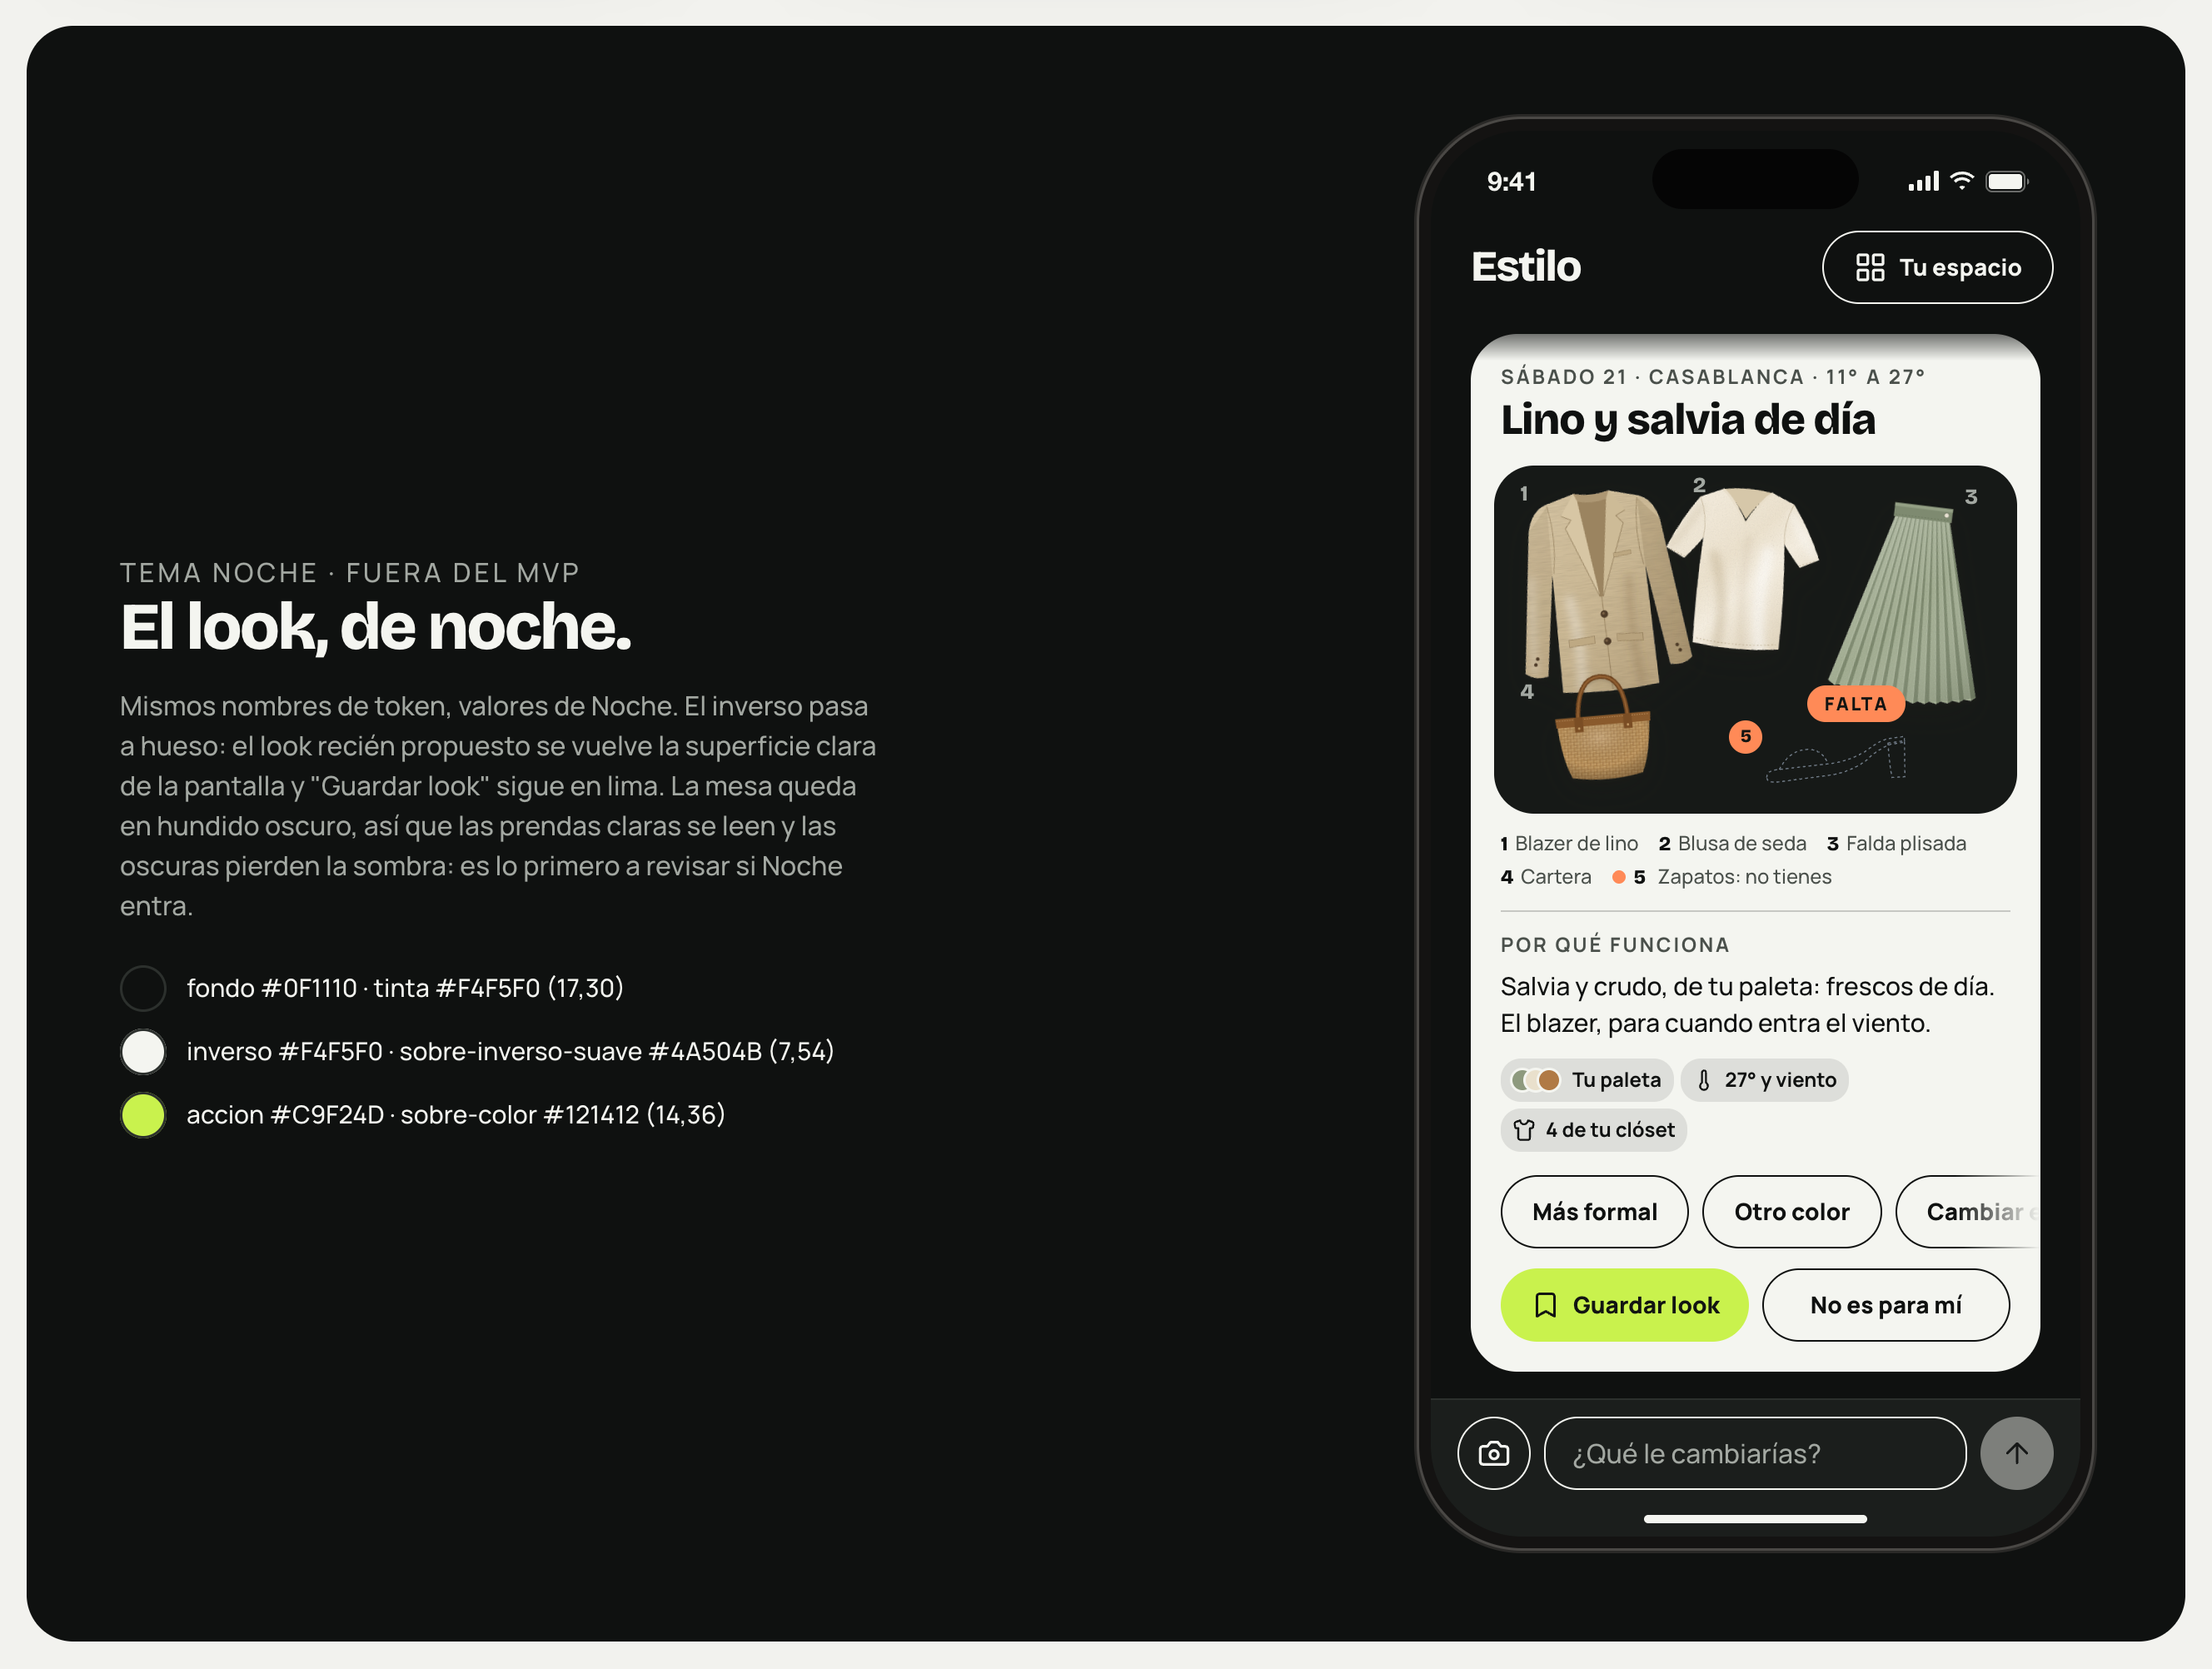 TEMA NOCHE · FUERA DEL MVP
El look, de noche.
Mismos nombres de token, valores de Noche. El inverso pasa
a hueso: el look recién propuesto se vuelve la superficie clara
de la pantalla y "Guardar look" sigue en lima. La mesa queda
en hundido oscuro, así que las prendas claras se leen y las
oscuras pierden la sombra: es lo primero a revisar si Noche
entra.
fondo #0F1110 · tinta #F4F5F0 (17,30)
inverso #F4F5F0 · sobre-inverso-suave #4A504B (7,54)
accion #C9F24D · sobre-color #121412 (14,36)
9:41
Estilo
Tu espacio
SÁBADO 21 · CASABLANCA · 11° A 27°
Lino y salvia de día
1
2
3
4
FALTA
5
1 Blazer de lino 2 Blusa de seda 3 Falda plisada
4 Cartera 5 Zapatos: no tienes
POR QUÉ FUNCIONA
Salvia y crudo, de tu paleta: frescos de día.
El blazer, para cuando entra el viento.
Tu paleta 27° y viento
4 de tu clóset
Más formal Otro color Cambiar
Guardar look No es para mí
¿Qué le cambiarías?